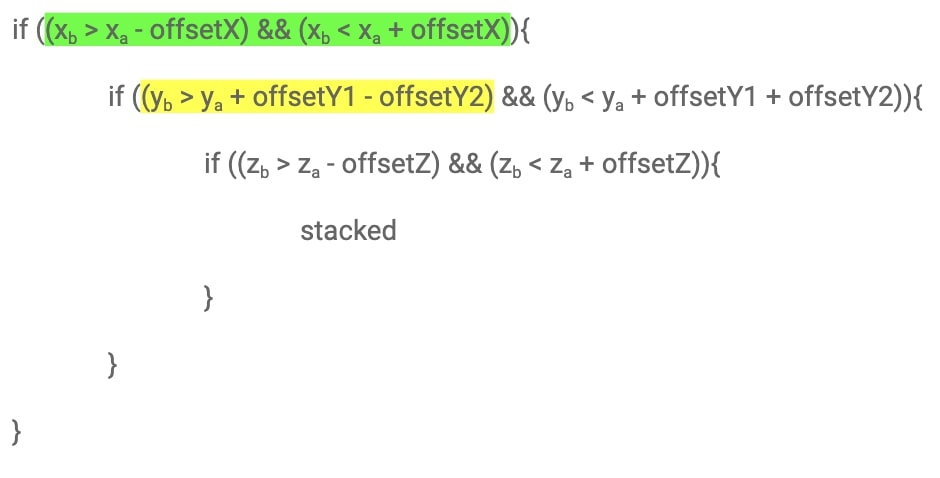 if ((x_b > x_a - offsetX) && (x_b < x_a + offsetX)){
if ((y_b > y_a + offsetY1 - offsetY2) && (y_b < y_a + offsetY1 + offsetY2)){
if ((z_b > z_a - offsetZ) && (z_b < z_a + offsetZ)){
stacked
}
}
}